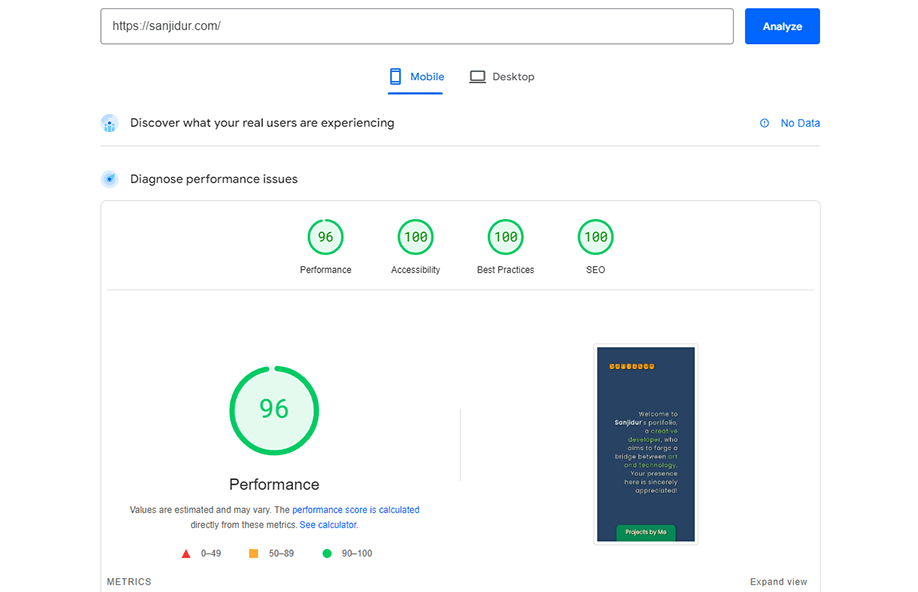 https://sanjidur.com/
Analyze
Mobile
Desktop
Discover what your real users are experiencing
No Data
Diagnose performance issues
96
100
100
100
Performance
Accessibility
Best Practices
SEO
96
Performance
Values are estimated and may vary. The performance score is calculated
directly from these metrics. See calculator.
0–49
50–89
90–100
SANJIDUR
Welcome to
Sanjidur's portfolio,
a creative
developer, who
aims to forge a
bridge between art
and technology.
Your presence
here is sincerely
appreciated!
Projects by Me
METRICS
Expand view